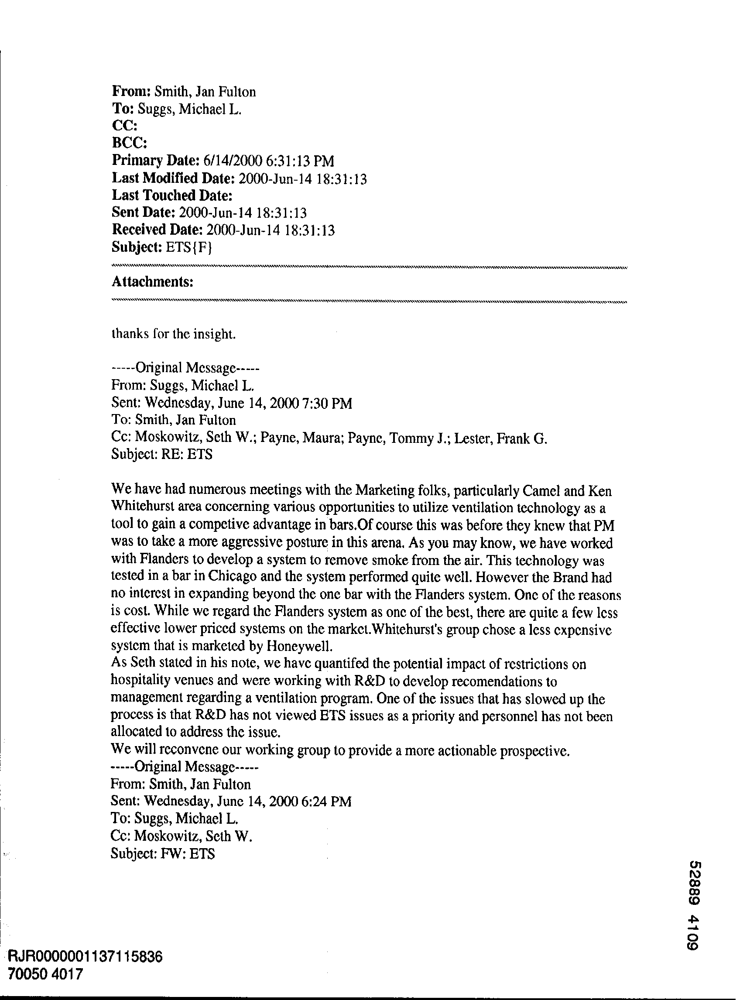 From: Smith, Jan Fulton
To: Suggs, Michael L.
CC:
BCC:
Primary Date: 6/14/2000 6:31:13 PM
Last Modified Date: 2000-Jun-14 18:31:13
Last Touched Date:
Sent Date: 2000-Jun-14 18:31:13
Received Date: 2000-Jun-14 18:31:13
Subject: ETS{F}
Attachments:
thanks for the insight.
-----Original Message-----
From: Suggs, Michael L.
Sent: Wednesday, June 14, 2000 7:30 PM
To: Smith, Jan Fulton
Cc: Moskowitz, Seth W.; Payne, Maura; Payne, Tommy J.; Lester, Frank G.
Subject: RE: ETS
We have had numerous meetings with the Marketing folks, particularly Camel and Ken
Whitehurst area concerning various opportunities to utilize ventilation technology as a
tool to gain a competive advantage in bars.Of course this was before they knew that PM
was to take a more aggressive posture in this arena. As you may know, we have worked
with Flanders to develop a system to remove smoke from the air. This technology was
tested in a bar in Chicago and the system performed quite well. However the Brand had
no interest in expanding beyond the one bar with the Flanders system. One of the reasons
is cost. While we regard the Flanders system as one of the best, there are quite a few less
effective lower priced systems on the market.Whitehurst's group chose a less expensive
system that is marketed by Honeywell.
As Seth stated in his note, we have quantifed the potential impact of restrictions on
hospitality venues and were working with R&D to develop recomendations to
management regarding a ventilation program. One of the issues that has slowed up the
process is that R&D has not viewed ETS issues as a priority and personnel has not been
allocated to address the issue.
We will reconvene our working group to provide a more actionable prospective.
-----Original Message-----
From: Smith, Jan Fulton
Sent: Wednesday, June 14, 2000 6:24 PM
To: Suggs, Michael L.
Cc: Moskowitz, Seth W.
Subject: FW: ETS
52889 4109
RJR0000001137115836
70050 4017